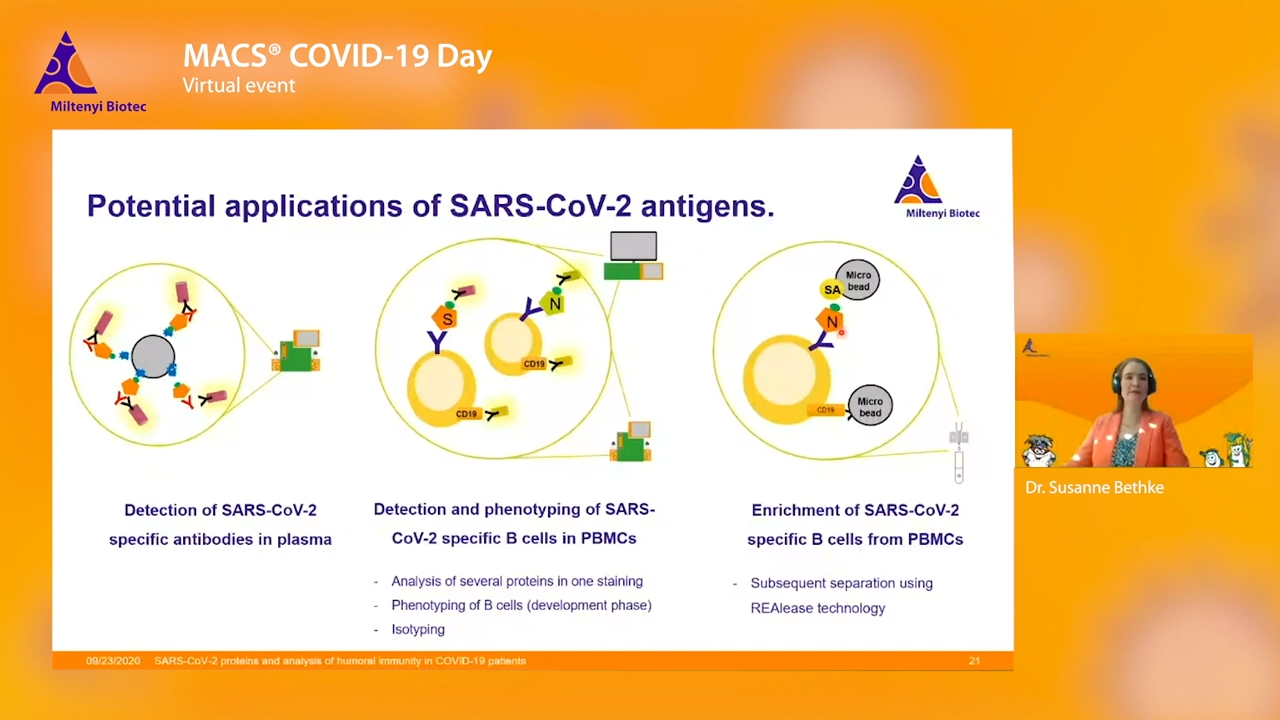 MACS® COVID-19 Day
Virtual event
Miltenyi Biotec
Potential applications of SARS-CoV-2 antigens.
Miltenyi Biotec
S
N
CD19
CD19
SA
Micro
bead
N
CD19
Micro
bead
Detection of SARS-CoV-2
specific antibodies in plasma
Detection and phenotyping of SARS-
CoV-2 specific B cells in PBMCs
- Analysis of several proteins in one staining
- Phenotyping of B cells (development phase)
- Isotyping
Enrichment of SARS-CoV-2
specific B cells from PBMCs
- Subsequent separation using
REAlease technology
09/23/2020 SARS-CoV-2 proteins and analysis of humoral immunity in COVID-19 patients 21
Dr. Susanne Bethke